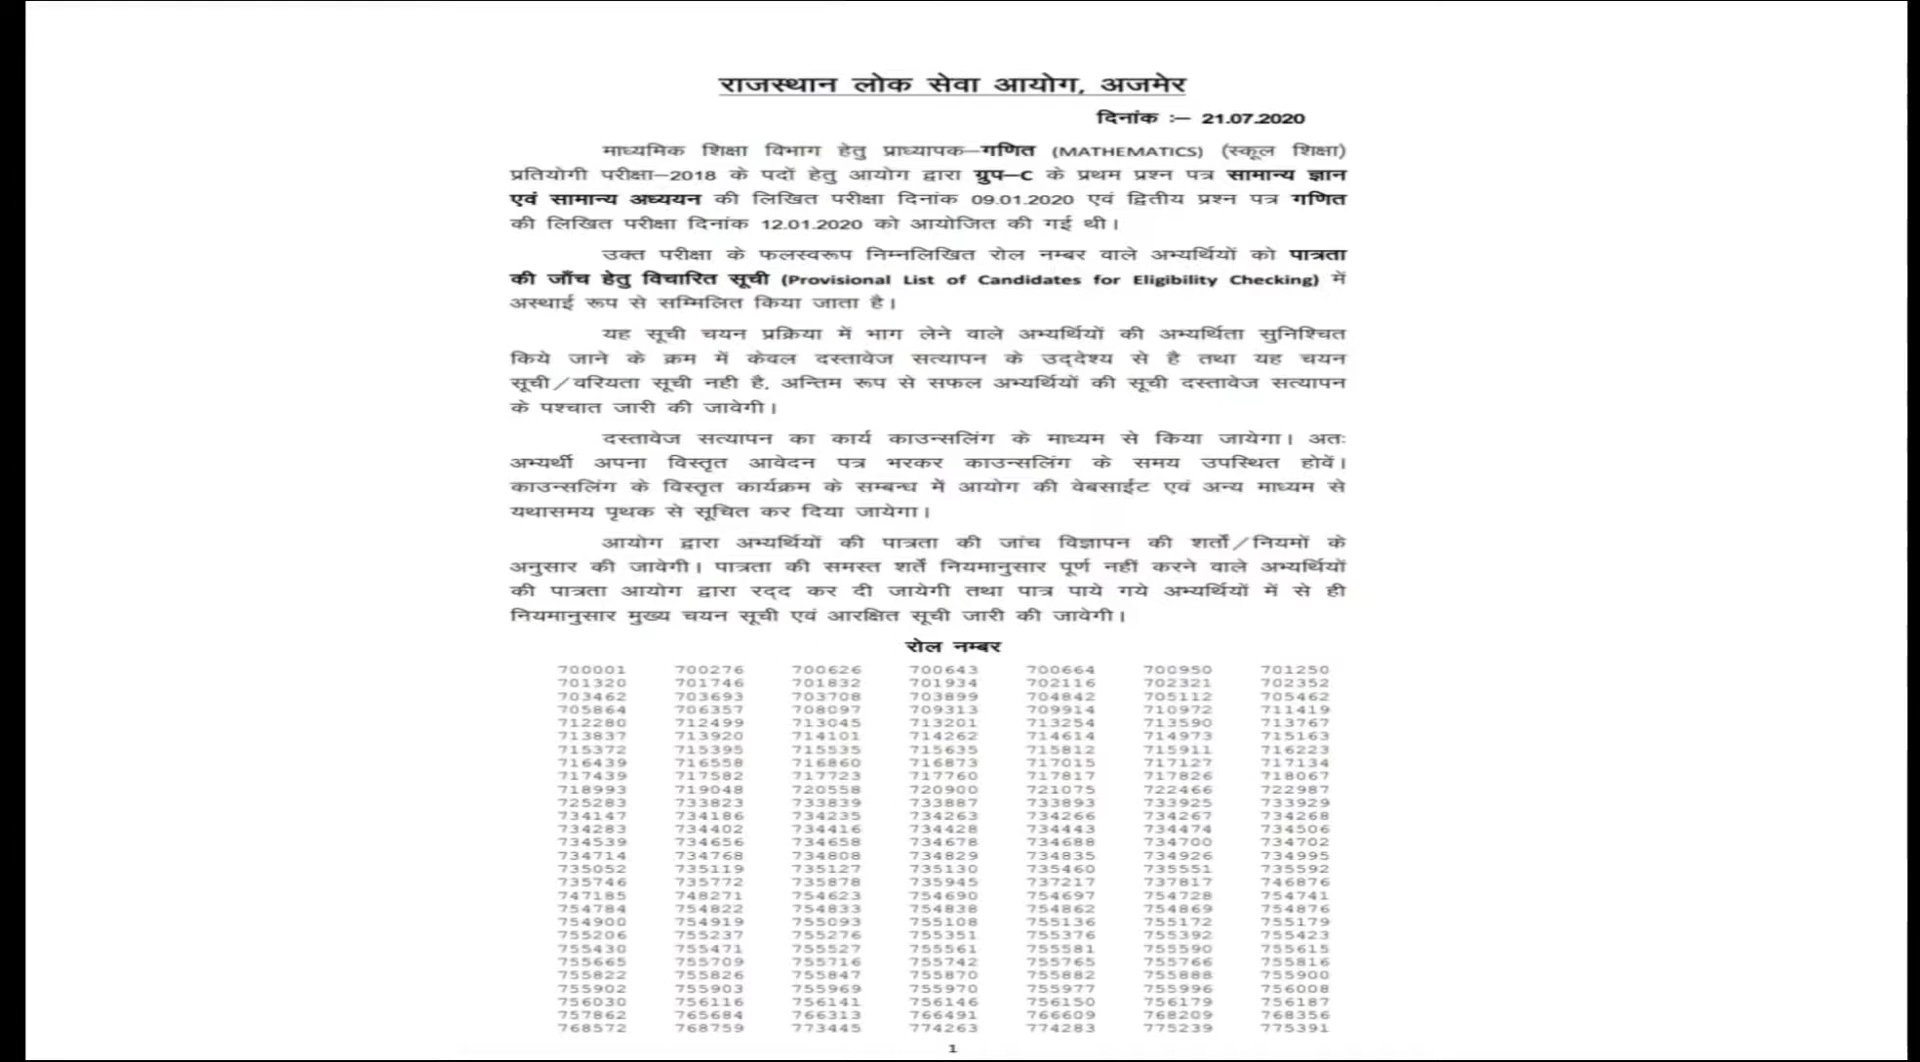 राजस्थान लोक सेवा आयोग, अजमेर
दिनांक :– 21.07.2020
माध्यमिक शिक्षा विभाग हेतु प्राध्यापक–गणित (MATHEMATICS) (स्कूल शिक्षा)
प्रतियोगी परीक्षा–2018 के पदों हेतु आयोग द्वारा ग्रुप–C के प्रथम प्रश्न पत्र सामान्य ज्ञान
एवं सामान्य अध्ययन की लिखित परीक्षा दिनांक 09.01.2020 एवं द्वितीय प्रश्न पत्र गणित
की लिखित परीक्षा दिनांक 12.01.2020 को आयोजित की गई थी।
उक्त परीक्षा के फलस्वरूप निम्नलिखित रोल नम्बर वाले अभ्यर्थियों को पात्रता
की जाँच हेतु विचारित सूची (Provisional List of Candidates for Eligibility Checking) में
अस्थाई रूप से सम्मिलित किया जाता है।
यह सूची चयन प्रक्रिया में भाग लेने वाले अभ्यर्थियों की अभ्यर्थिता सुनिश्चित
किये जाने के क्रम में केवल दस्तावेज सत्यापन के उद्देश्य से है तथा यह चयन
सूची/वरियता सूची नही है, अन्तिम रूप से सफल अभ्यर्थियों की सूची दस्तावेज सत्यापन
के पश्चात जारी की जावेगी।
दस्तावेज सत्यापन का कार्य काउन्सलिंग के माध्यम से किया जायेगा। अतः
अभ्यर्थी अपना विस्तृत आवेदन पत्र भरकर काउन्सलिंग के समय उपस्थित होवें।
काउन्सलिंग के विस्तृत कार्यक्रम के सम्बन्ध में आयोग की वेबसाईट एवं अन्य माध्यम से
यथासमय पृथक से सूचित कर दिया जायेगा।
आयोग द्वारा अभ्यर्थियों की पात्रता की जांच विज्ञापन की शर्तों/नियमों के
अनुसार की जावेगी। पात्रता की समस्त शर्तें नियमानुसार पूर्ण नहीं करने वाले अभ्यर्थियों
की पात्रता आयोग द्वारा रद्द कर दी जायेगी तथा पात्र पाये गये अभ्यर्थियों में से ही
नियमानुसार मुख्य चयन सूची एवं आरक्षित सूची जारी की जावेगी।
रोल नम्बर
700001 700276 700626 700643 700664 700950 701250
701320 701746 701832 701934 702116 702321 702352
703462 703693 703708 703899 704842 705112 705462
705864 706357 708097 709313 709914 710972 711419
712280 712499 713045 713201 713254 713590 713767
713837 713920 714101 714262 714614 714973 715163
715372 715395 715535 715635 715812 715911 716223
716439 716558 716860 716873 717015 717127 717134
717439 717582 717723 717760 717817 717826 718067
718993 719048 720558 720900 721075 722466 722987
725283 733823 733839 733887 733893 733925 733929
734147 734186 734235 734263 734266 734267 734268
734283 734402 734416 734428 734443 734474 734506
734539 734656 734658 734678 734688 734700 734702
734714 734768 734808 734829 734835 734926 734995
735052 735119 735127 735130 735460 735551 735592
735746 735772 735878 735945 737217 737817 746876
747185 748271 754623 754690 754697 754728 754741
754784 754822 754833 754838 754862 754869 754876
754900 754919 755093 755108 755136 755172 755179
755206 755237 755276 755351 755376 755392 755423
755430 755471 755527 755561 755581 755590 755615
755665 755709 755716 755742 755765 755766 755816
755822 755826 755847 755870 755882 755888 755900
755902 755903 755969 755970 755977 755996 756008
756030 756116 756141 756146 756150 756179 756187
757862 765684 766313 766491 766609 768209 768356
768572 768759 773445 774263 774283 775239 775391
1